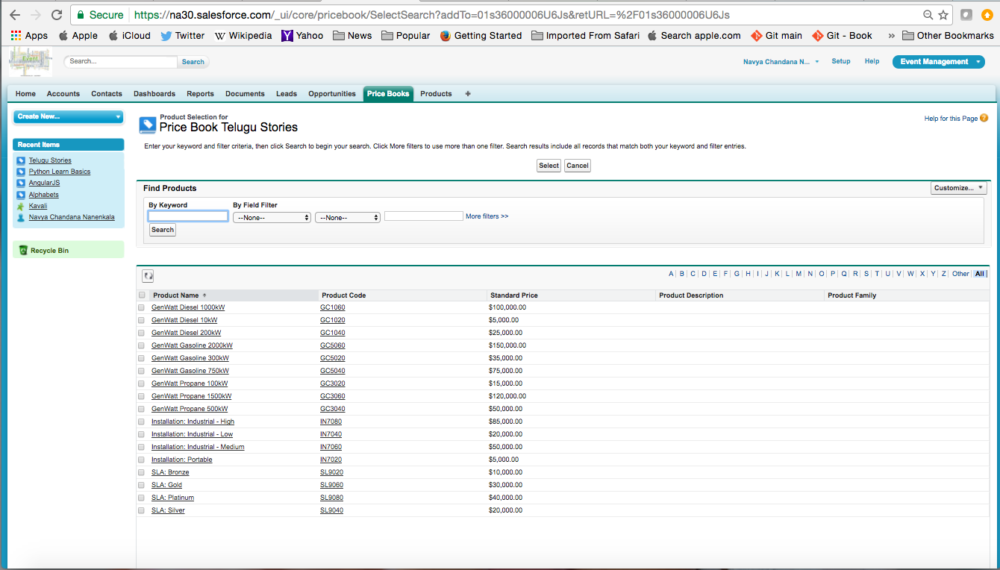 Secure https://na30.salesforce.com/_ui/core/pricebook/SelectSearch?addTo=01s36000006U6Js&retURL=%2F01s36000006U6Js
Apps Apple iCloud Twitter Wikipedia Yahoo News Popular Getting Started Imported From Safari Search apple.com Git main Git - Book » Other Bookmarks
Search... Search Navya Chandana N... Setup Help Event Management
Home Accounts Contacts Dashboards Reports Documents Leads Opportunities Price Books Products +
Create New...
Recent Items
Telugu Stories
Python Learn Basics
AngularJS
Alphabets
Kavali
Navya Chandana Nanenkala
Recycle Bin
Product Selection for
Price Book Telugu Stories
Help for this Page ?
Enter your keyword and filter criteria, then click Search to begin your search. Click More filters to use more than one filter. Search results include all records that match both your keyword and filter entries.
Select Cancel
Find Products Customize...
By Keyword By Field Filter
--None-- --None-- More filters >>
Search
A | B | C | D | E | F | G | H | I | J | K | L | M | N | O | P | Q | R | S | T | U | V | W | X | Y | Z | Other | All
Product Name Product Code Standard Price Product Description Product Family
GenWatt Diesel 1000kW GC1060 $100,000.00
GenWatt Diesel 10kW GC1020 $5,000.00
GenWatt Diesel 200kW GC1040 $25,000.00
GenWatt Gasoline 2000kW GC5060 $150,000.00
GenWatt Gasoline 300kW GC5020 $35,000.00
GenWatt Gasoline 750kW GC5040 $75,000.00
GenWatt Propane 100kW GC3020 $15,000.00
GenWatt Propane 1500kW GC3060 $120,000.00
GenWatt Propane 500kW GC3040 $50,000.00
Installation: Industrial - High IN7080 $85,000.00
Installation: Industrial - Low IN7040 $20,000.00
Installation: Industrial - Medium IN7060 $50,000.00
Installation: Portable IN7020 $5,000.00
SLA: Bronze SL9020 $10,000.00
SLA: Gold SL9060 $30,000.00
SLA: Platinum SL9080 $40,000.00
SLA: Silver SL9040 $20,000.00